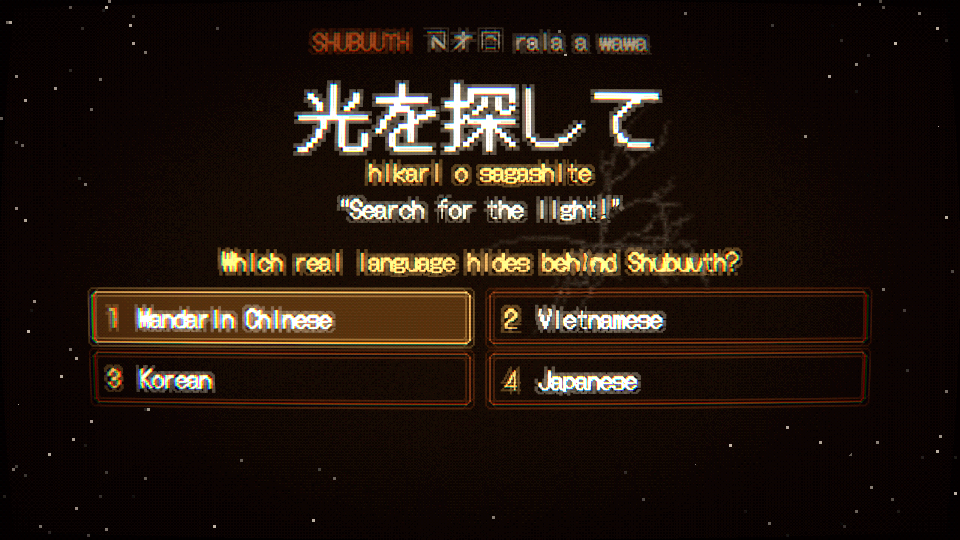 SHUBUUTH rala a wawa
光を探して
hikari o sagashite
"Search for the light!"
Which real language hides behind Shubuuth?
1 Mandarin Chinese
2 Vietnamese
3 Korean
4 Japanese